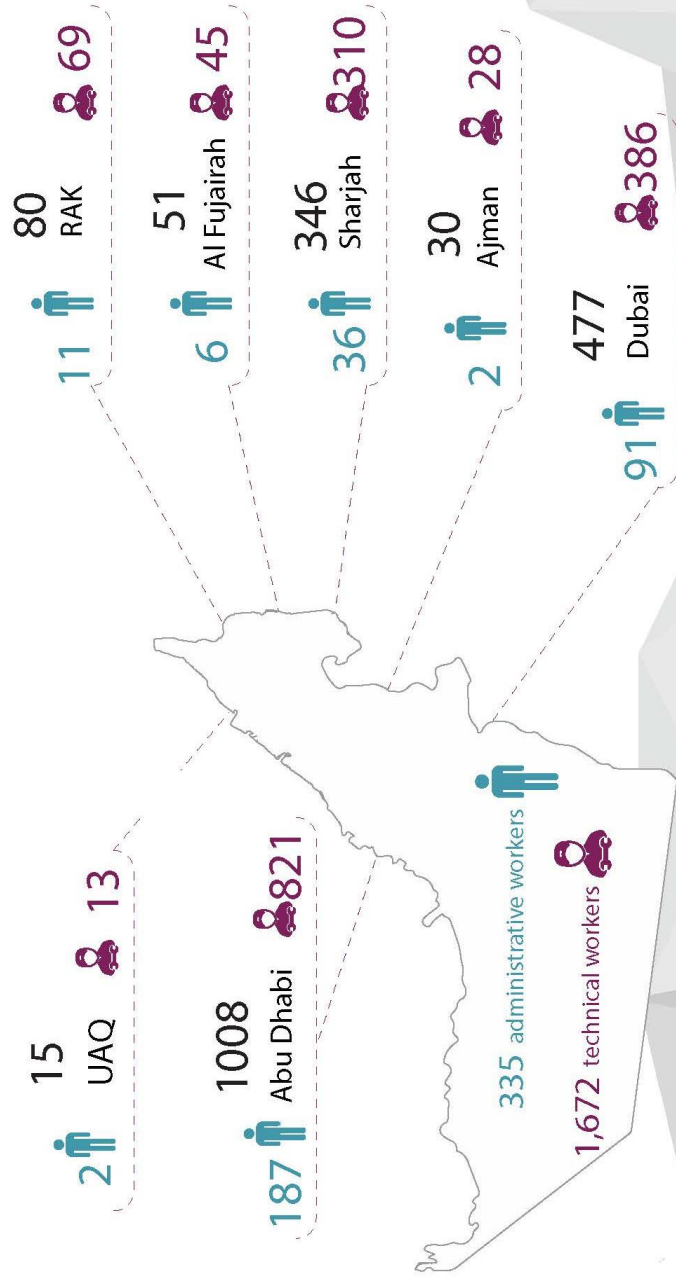 15
UAQ
2
13
1008
Abu Dhabi
187
821
80
RAK
11
69
51
Al Fujairah
6
45
346
Sharjah
36
310
30
Ajman
2
28
477
Dubai
91
386
335 administrative workers
1,672 technical workers